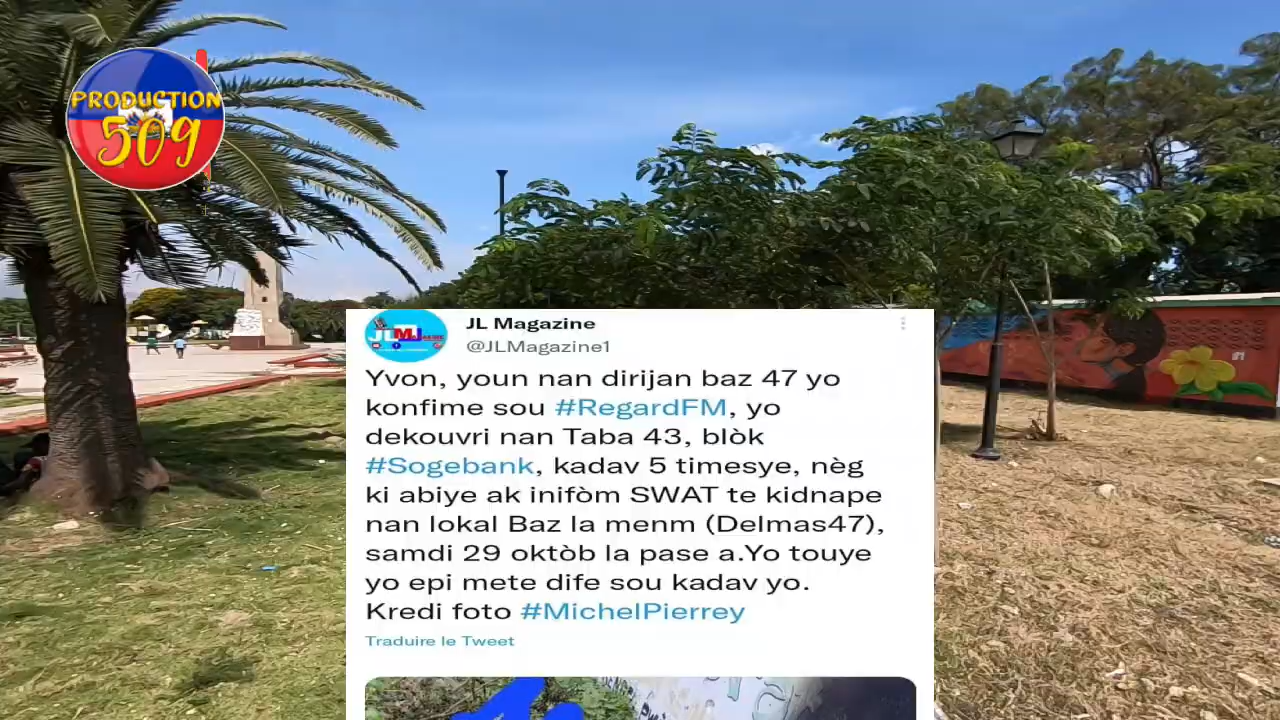 PRODUCTION
509
JL Magazine
@JLMagazine1
Yvon, youn nan dirijan baz 47 yo
konfime sou #RegardFM, yo
dekouvri nan Taba 43, blòk
#Sogebank, kadav 5 timesye, nèg
ki abiye ak inifòm SWAT te kidnape
nan lokal Baz la menm (Delmas47),
samdi 29 oktòb la pase a.Yo touye
yo epi mete dife sou kadav yo.
Kredi foto #MichelPierrey
Traduire le Tweet